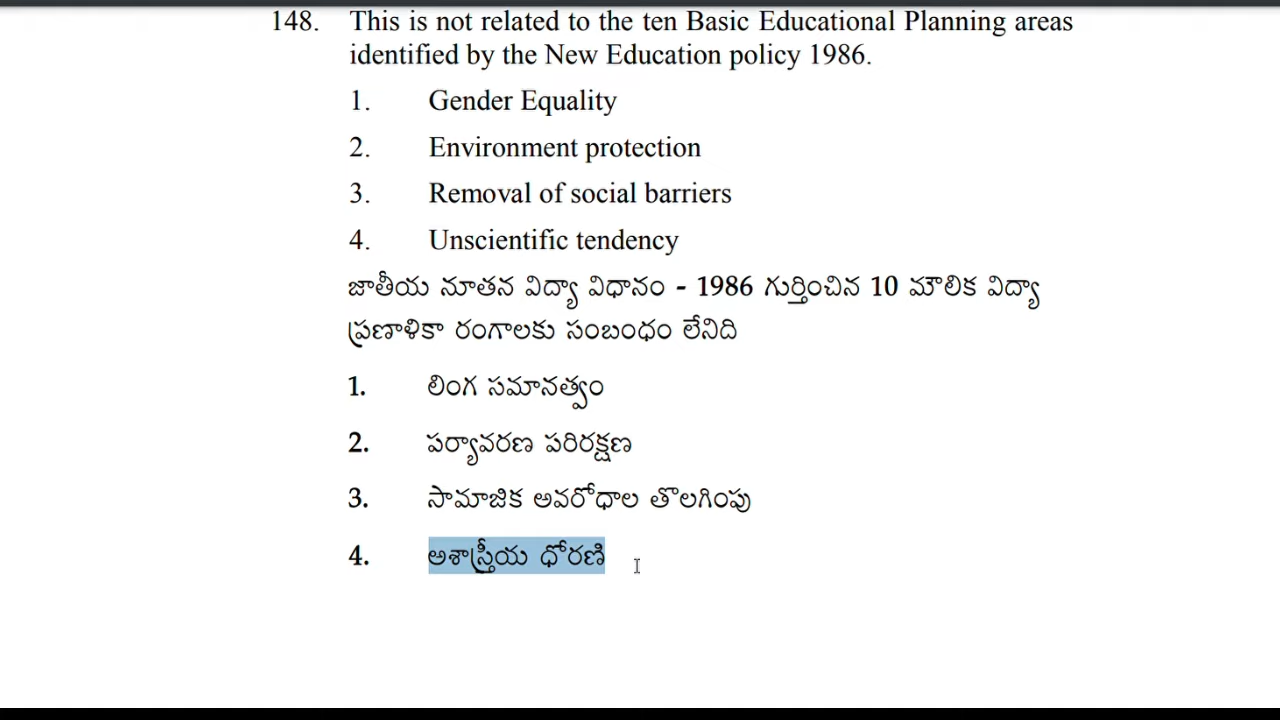 148. This is not related to the ten Basic Educational Planning areas
identified by the New Education policy 1986.
1. Gender Equality
2. Environment protection
3. Removal of social barriers
4. Unscientific tendency
జాతీయ నూతన విద్యా విధానం - 1986 గుర్తించిన 10 మౌలిక విద్యా
ప్రణాళికా రంగాలకు సంబంధం లేనిది
1. లింగ సమానత్వం
2. పర్యావరణ పరిరక్షణ
3. సామాజిక అవరోధాల తొలగింపు
4. అశాస్త్రీయ ధోరణి